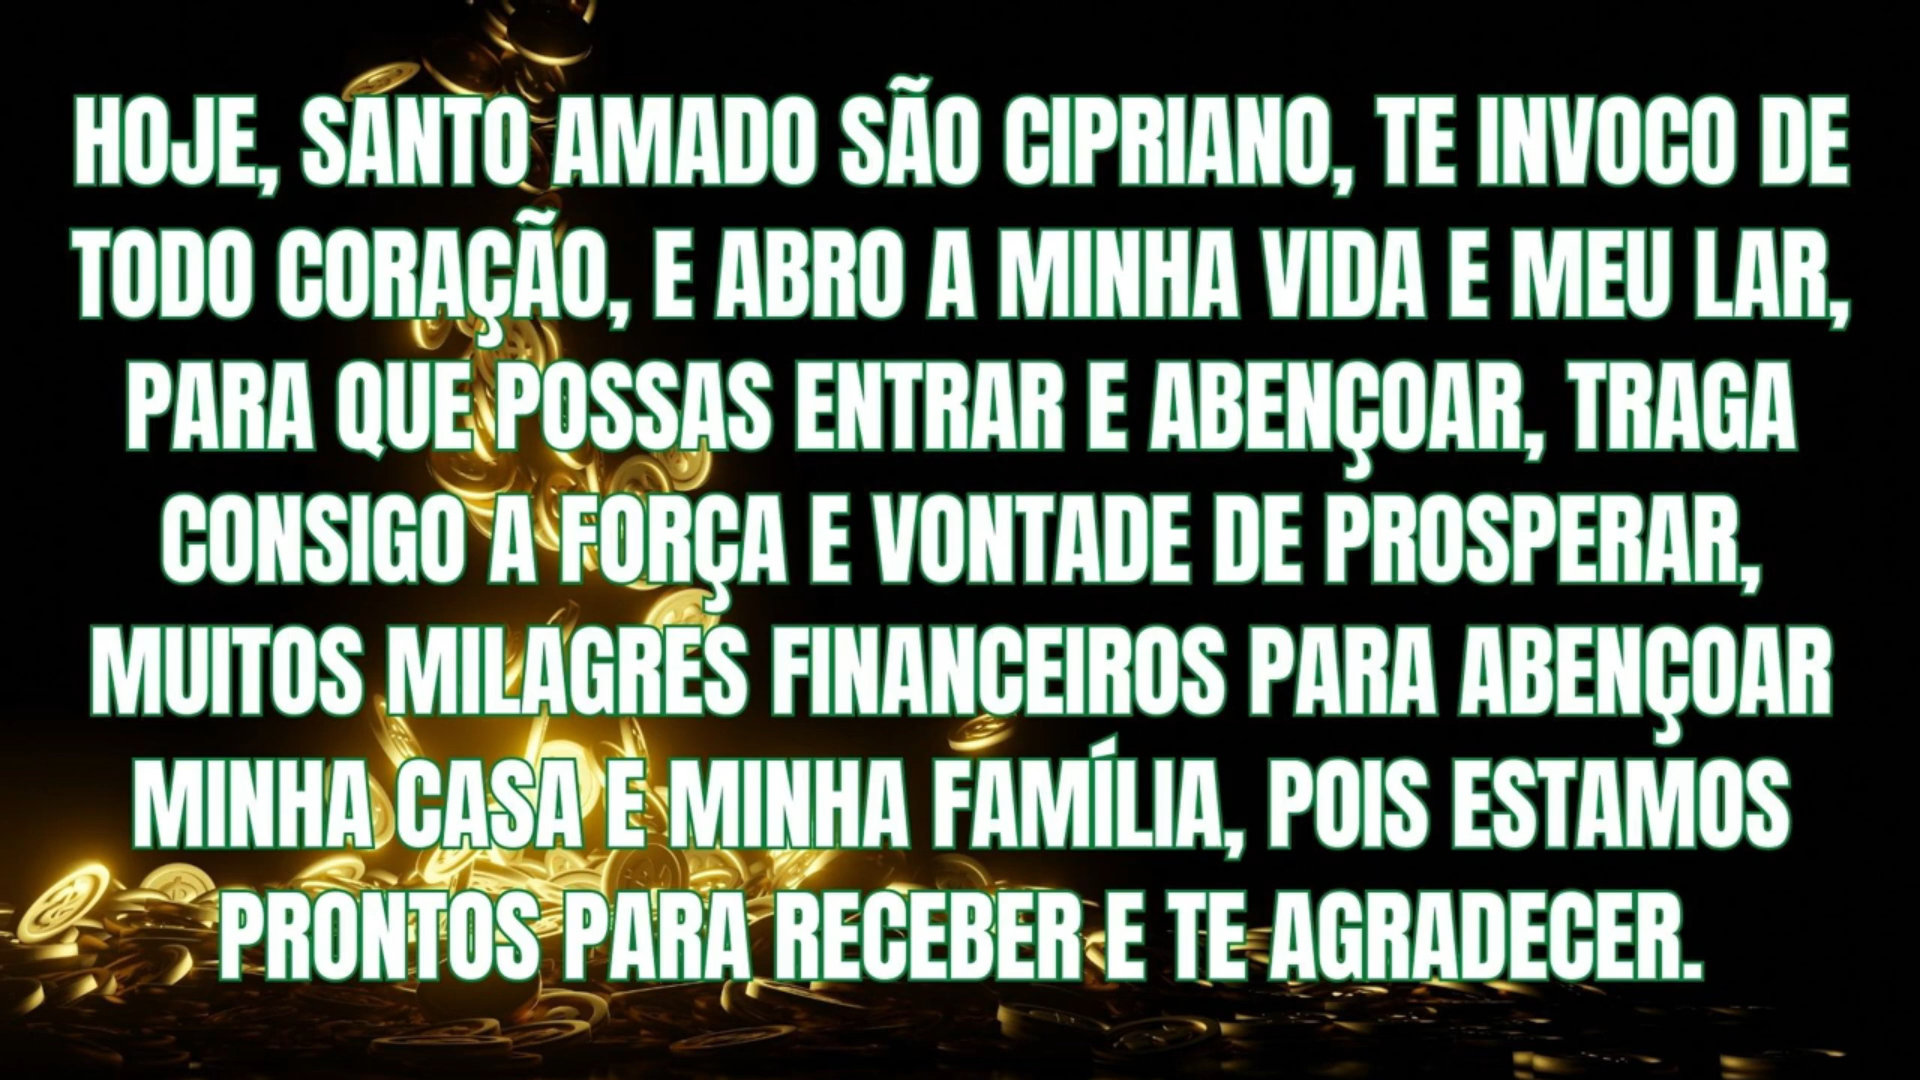 HOJE, SANTO AMADO SÃO CIPRIANO, TE INVOCO DE
TODO CORAÇÃO, E ABRO A MINHA VIDA E MEU LAR,
PARA QUE POSSAS ENTRAR E ABENÇOAR, TRAGA
CONSIGO A FORÇA E VONTADE DE PROSPERAR,
MUITOS MILAGRES FINANCEIROS PARA ABENÇOAR
MINHA CASA E MINHA FAMÍLIA, POIS ESTAMOS
PRONTOS PARA RECEBER E TE AGRADECER.